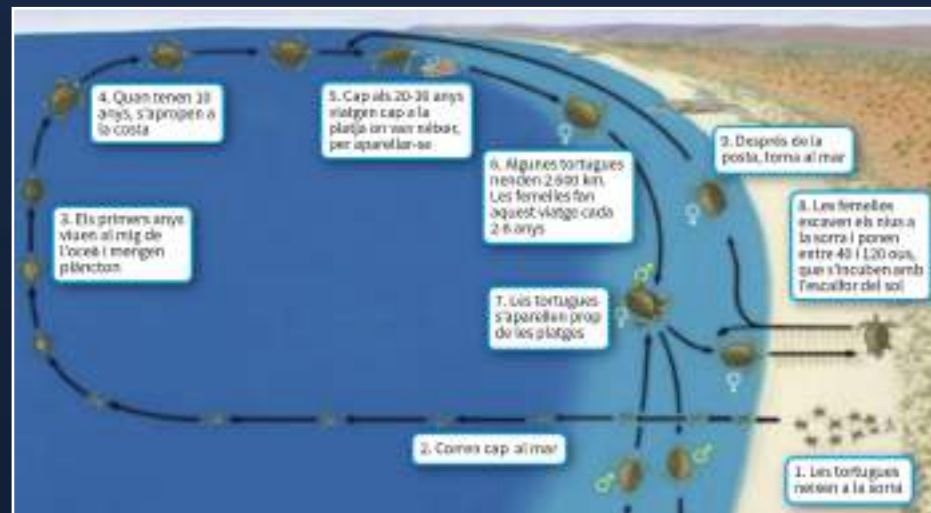 4. Quan tenen 10
anys, s'apropen a
la costa
5. Cap als 20-30 anys
viatgen cap a la
platja on van néixer,
per aparellar-se
9. Després de la
posta, torna al mar
6. Algunes tortugues
2.600 km.
Les femelles fan
aquest viatge cada
2-6 anys
3. Els primers anys
viuen al mig de
l'oceà i mengen
plàncton
8. Les femelles
excaven els nius a
la sorra i ponen
entre 40 i 120 ous,
que s'incuben amb
l'escalfor del sol
7. Les tortugues
s'aparellen prop
de les platges
2. Corren cap al mar
1. Les tortugues
neixen a la sorra